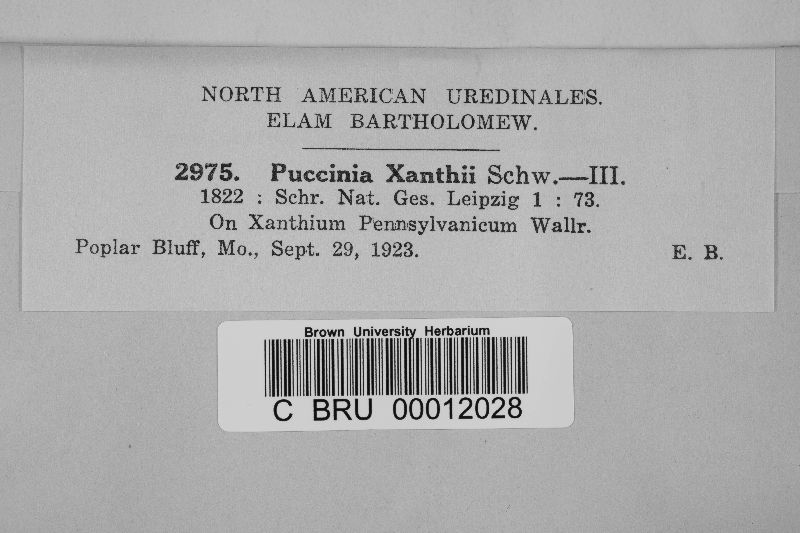 NORTH AMERICAN UREDINALES.
ELAM BARTHOLOMEW.
2975. Puccinia Xanthii Schw.—III.
1822 : Schr. Nat. Ges. Leipzig 1 : 73.
On Xanthium Pennsylvanicum Wallr.
Poplar Bluff, Mo., Sept. 29, 1923. E. B.
Brown University Herbarium
C BRU 00012028